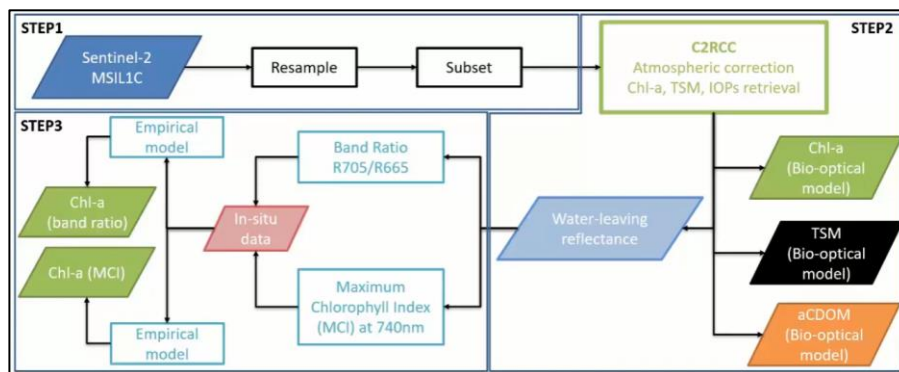 STEP1
Sentinel-2
MSIL1C
Resample
Subset
STEP2
C2RCC
Atmospheric correction
Chl-a, TSM, IOPs retrieval
Chl-a
(Bio-optical
model)
TSM
(Bio-optical
model)
aCDOM
(Bio-optical
model)
Water-leaving
reflectance
STEP3
Empirical
model
Band Ratio
R705/R665
Chl-a
(band ratio)
In-situ
data
Chl-a (MCI)
Maximum
Chlorophyll Index
(MCI) at 740nm
Empirical
model